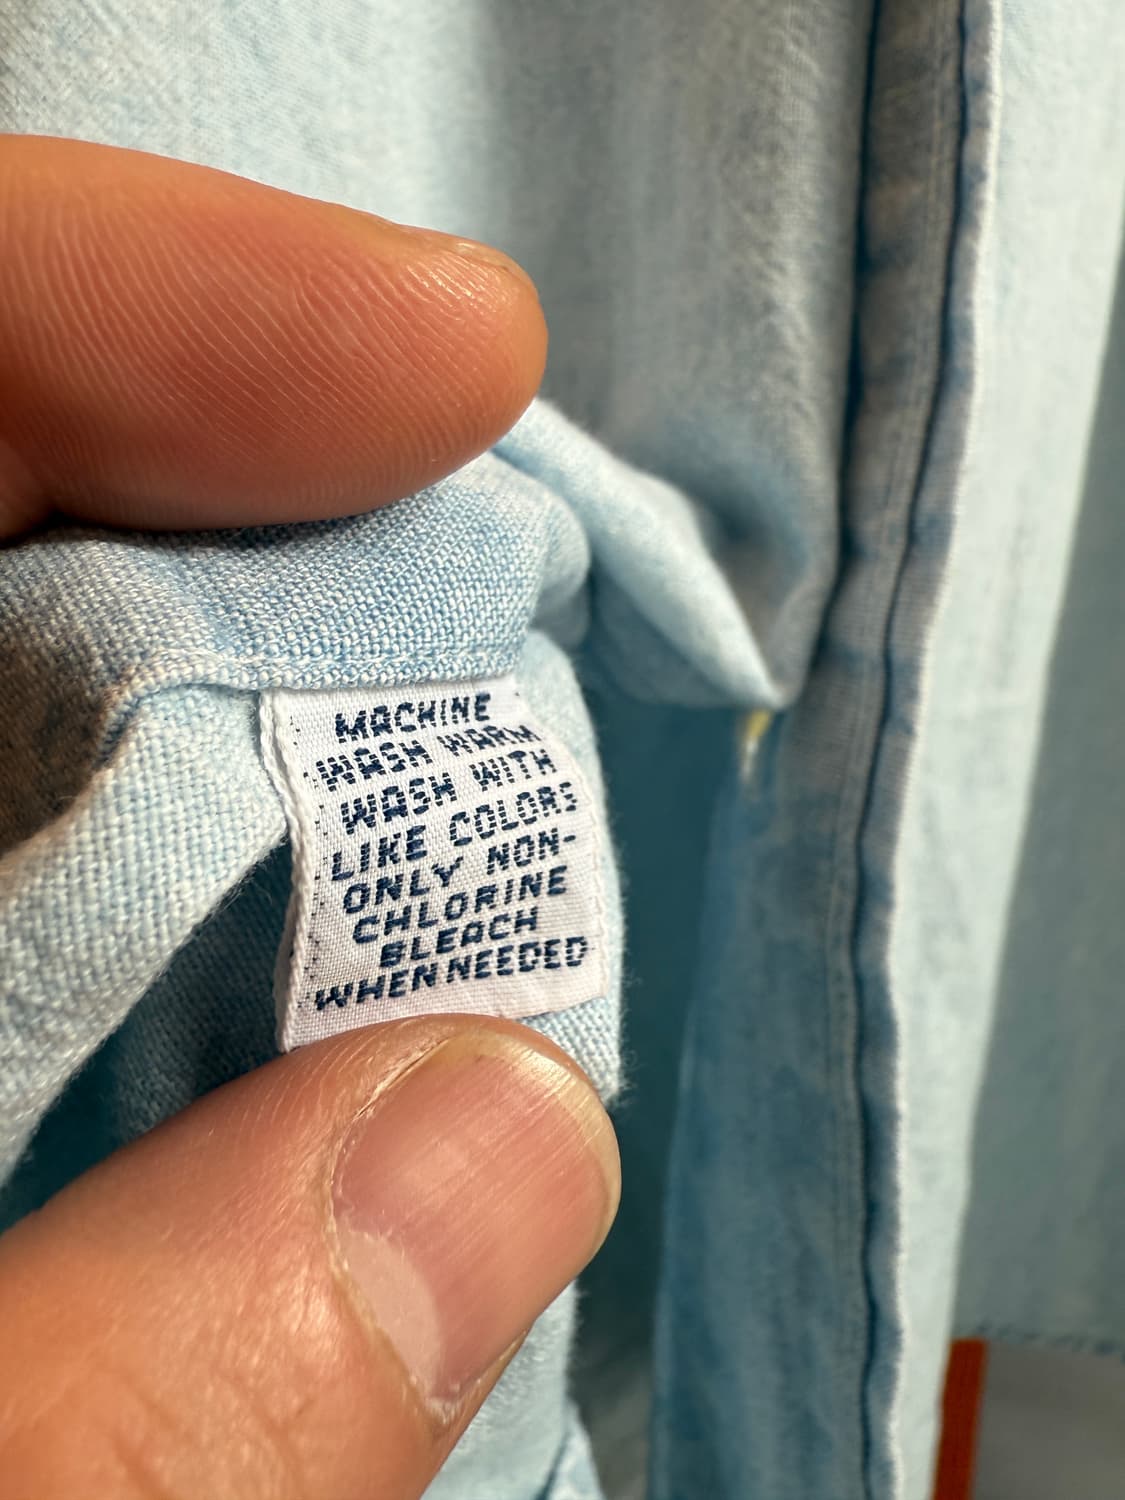 MACHINE
WASH WARM
WASH WITH
LIKE COLORS
ONLY NON-
CHLORINE
BLEACH
WHEN NEEDED